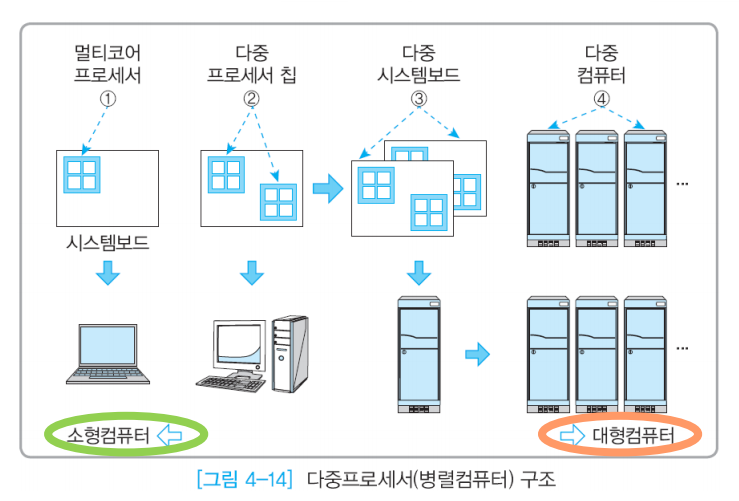 멀티코어
프로세서
①
다중
프로세서 칩
②
다중
시스템보드
③
다중
컴퓨터
④
...
시스템보드
...
소형컴퓨터
대형컴퓨터
[그림 4-14] 다중프로세서(병렬컴퓨터) 구조